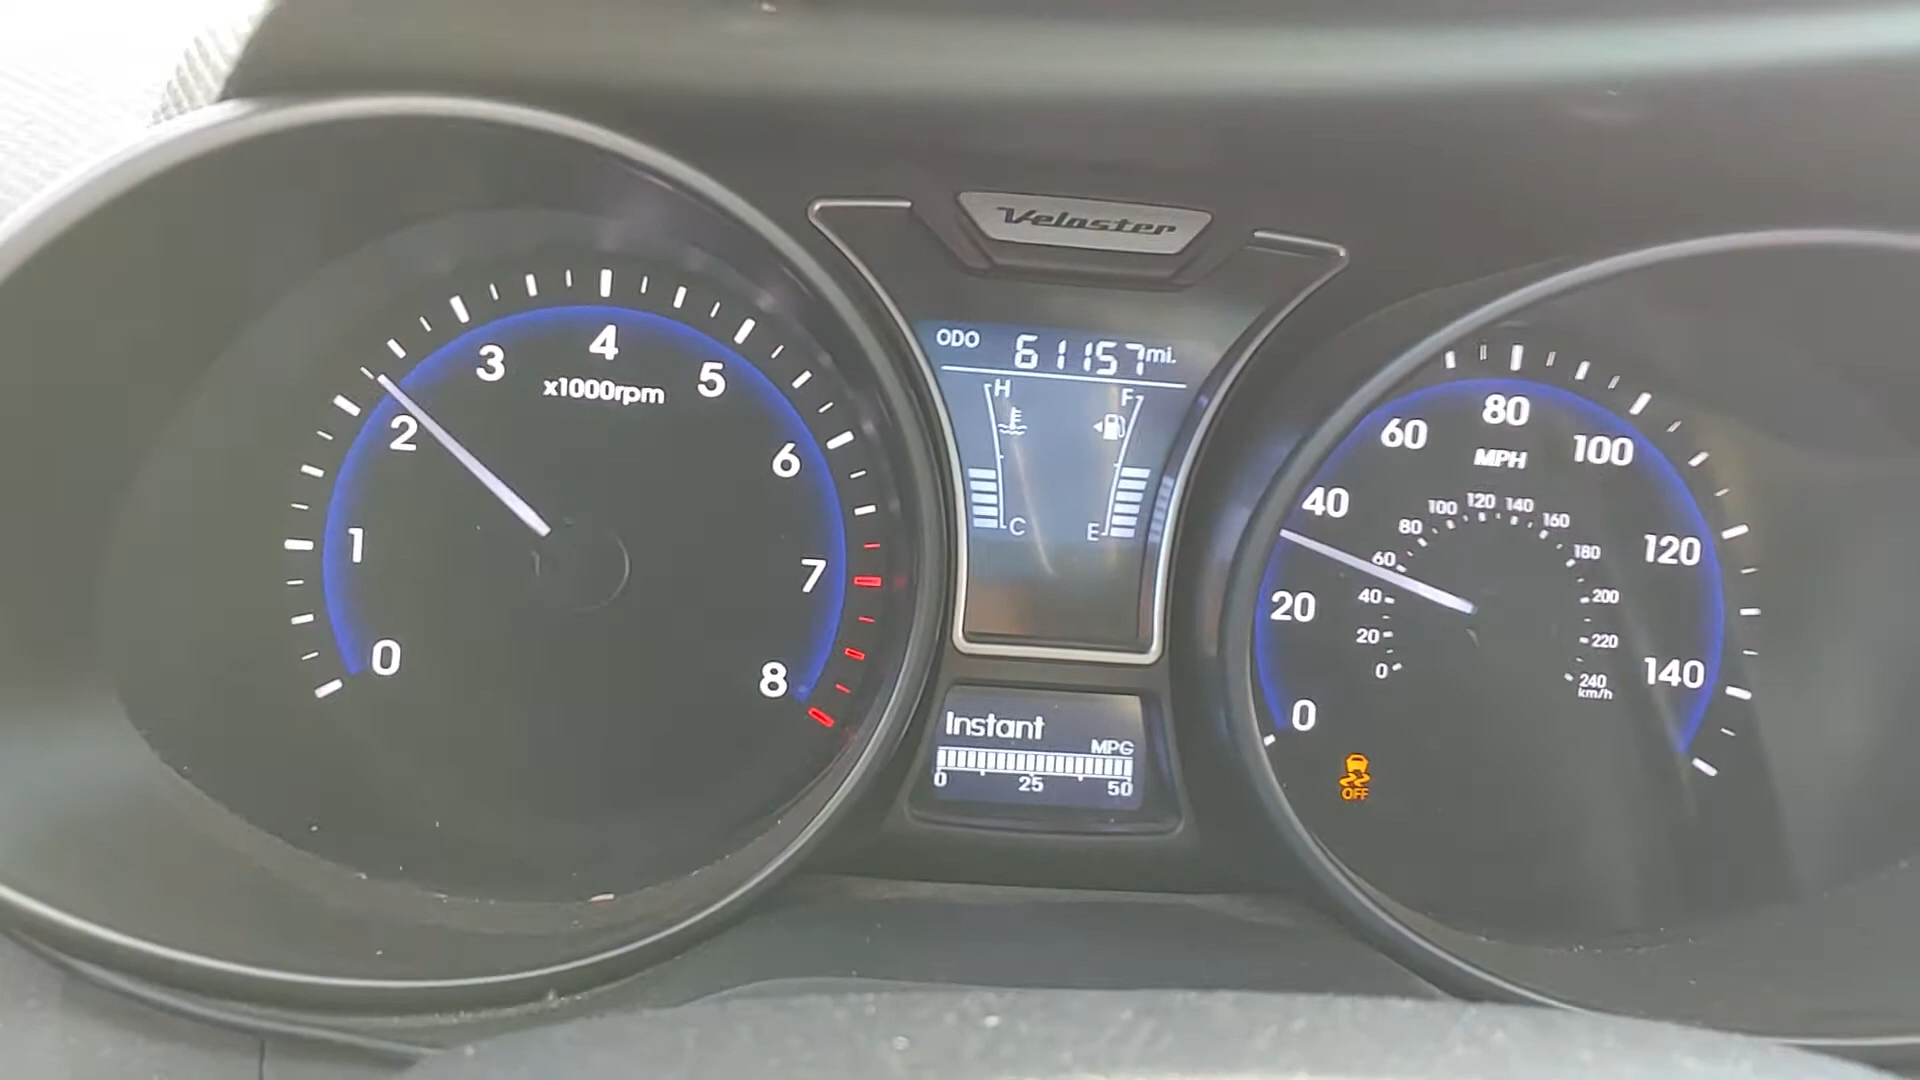 Veloster
ODO 61157 mi.
H F
C E
0 1 2 3 4 5 6 7 8
x1000rpm
Instant
MPG
0 25 50
0 20 40 60 80 100 120 140
MPH
0 20 40 60 80 100 120 140 160 180 200 220 240
km/h
OFF